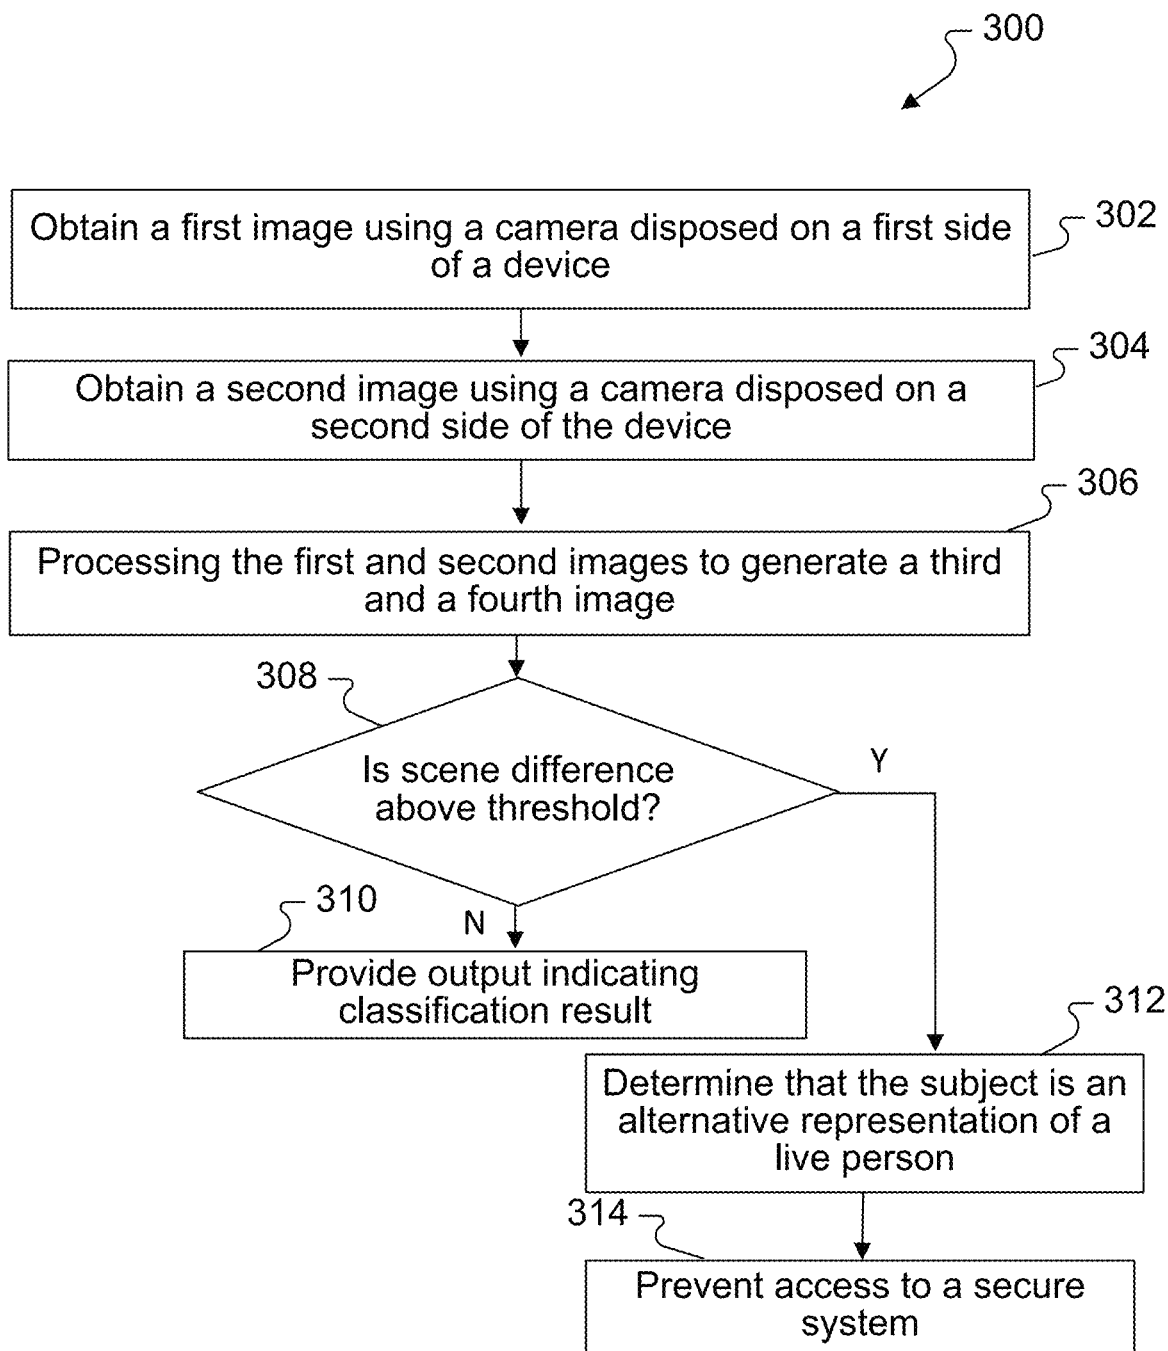 300
302
Obtain a first image using a camera disposed on a first side
of a device
304
Obtain a second image using a camera disposed on a
second side of the device
306
Processing the first and second images to generate a third
and a fourth image
308
Is scene difference
above threshold?
Y
N
310
Provide output indicating
classification result
312
Determine that the subject is an
alternative representation of a
live person
314
Prevent access to a secure
system